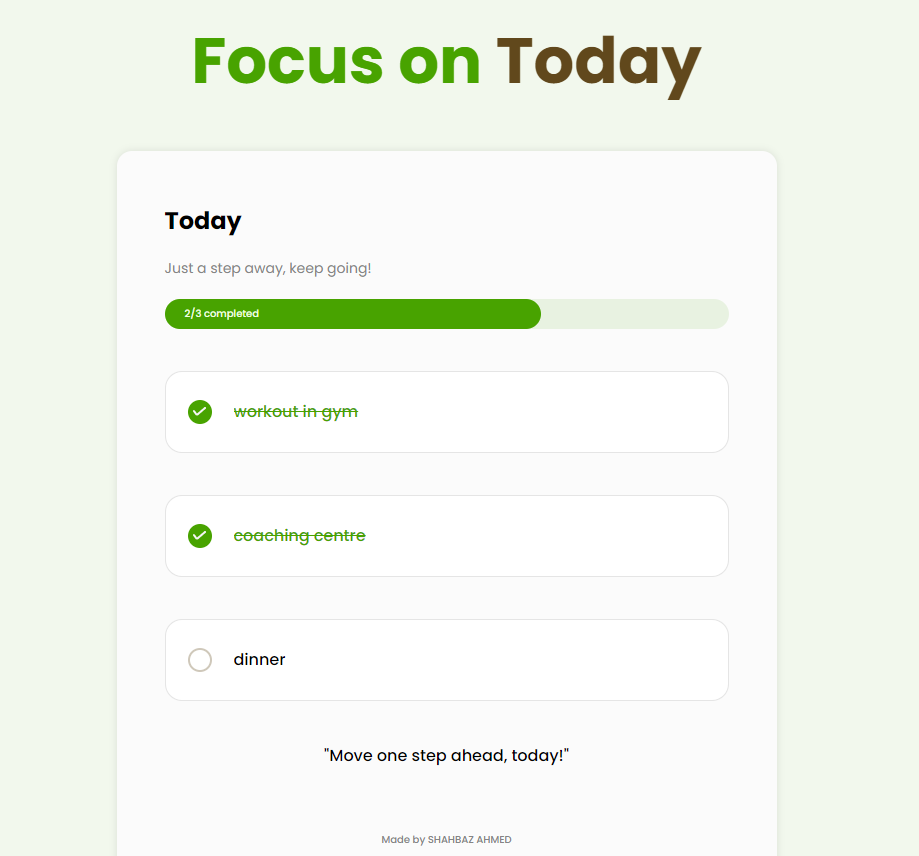 Focus on Today
Today
Just a step away, keep going!
2/3 completed
workout in gym
coaching centre
dinner
"Move one step ahead, today!"
Made by SHAHBAZ AHMED